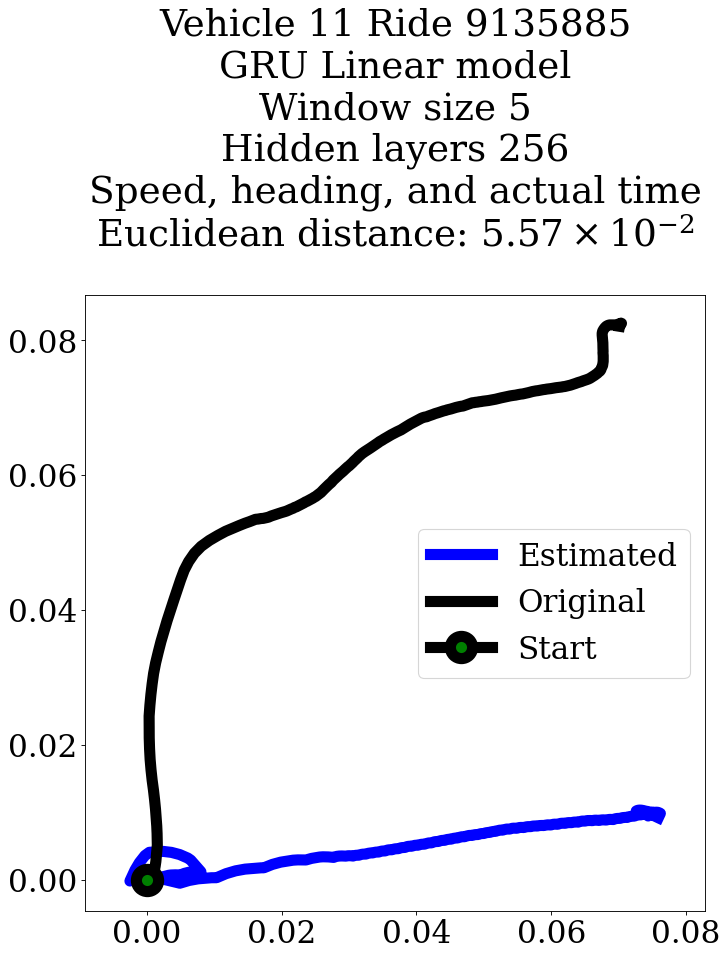 Vehicle 11 Ride 9135885
GRU Linear model
Window size 5
Hidden layers 256
Speed, heading, and actual time
Euclidean distance: 5.57 × 10⁻²
0.08
0.06
0.04
0.02
0.00
Estimated
Original
Start
0.00 0.02 0.04 0.06 0.08